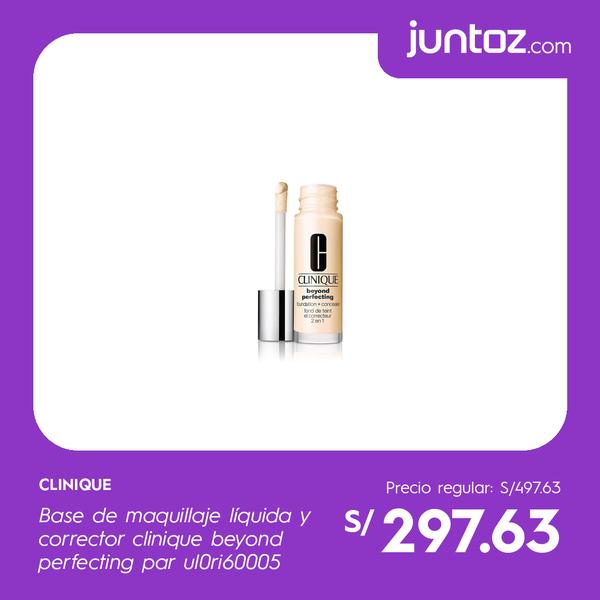 juntoz.com
C
CLINIQUE
beyond
perfecting
foundation + concealer
fond de teint
et correcteur
2 en 1
CLINIQUE
Base de maquillaje líquida y
corrector clinique beyond
perfecting par ul0ri60005
Precio regular: S/497.63
S/ 297.63